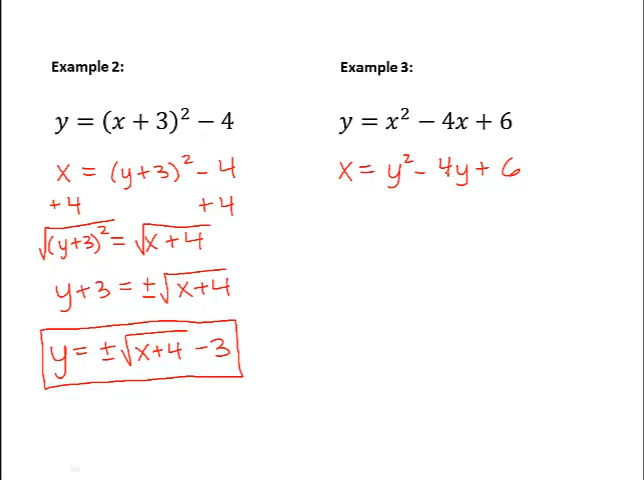 Example 2:
y = (x + 3)² − 4
x = (y+3)² - 4
+4 +4
√(y+3)² = √x+4
y+3 = ±√x+4
y = ±√x+4 -3
Example 3:
y = x² − 4x + 6
x = y² - 4y + 6